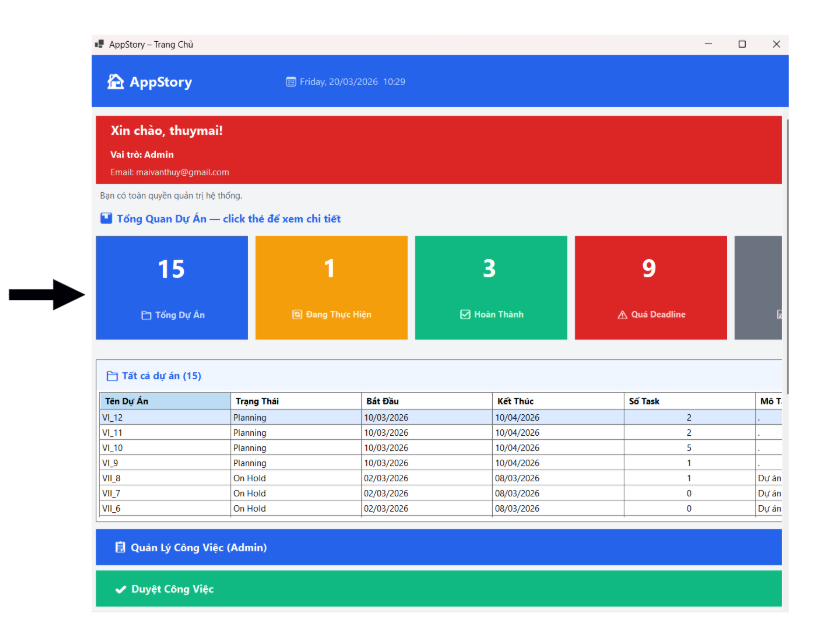 AppStory – Trang Chủ
AppStory
Friday, 20/03/2026 10:29
Xin chào, thuymai!
Vai trò: Admin
Email: maivanthuy@gmail.com
Bạn có toàn quyền quản trị hệ thống.
Tổng Quan Dự Án — click thẻ để xem chi tiết
15 1 3 9
Tổng Dự Án Đang Thực Hiện Hoàn Thành Quá Deadline
Tất cả dự án (15)
Tên Dự Án Trạng Thái Bắt Đầu Kết Thúc Số Task Mô T
VI_12 Planning 10/03/2026 10/04/2026 2 .
VI_11 Planning 10/03/2026 10/04/2026 2 .
VI_10 Planning 10/03/2026 10/04/2026 5 .
VI_9 Planning 10/03/2026 10/04/2026 1 .
VII_8 On Hold 02/03/2026 08/03/2026 1 Dự án
VII_7 On Hold 02/03/2026 08/03/2026 0 Dự án
VII_6 On Hold 02/03/2026 08/03/2026 0 Dự án
Quản Lý Công Việc (Admin)
Duyệt Công Việc